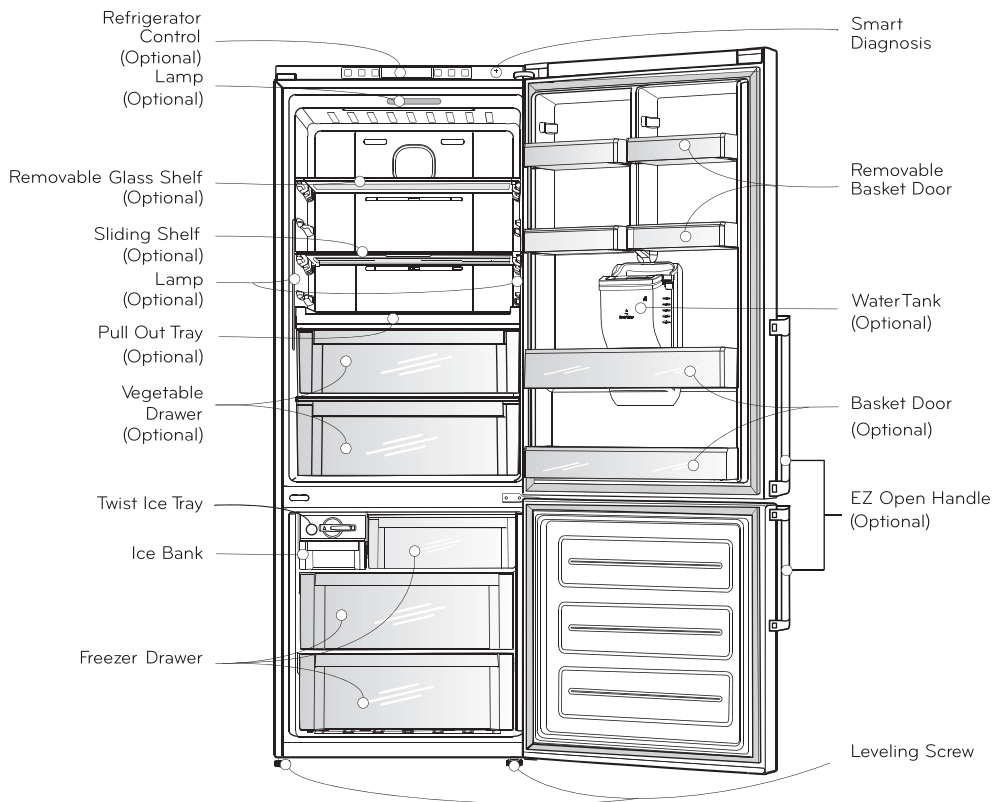 Refrigerator
Control
(Optional)
Lamp
(Optional)
Removable Glass Shelf
(Optional)
Sliding Shelf
(Optional)
Lamp
(Optional)
Pull Out Tray
(Optional)
Vegetable
Drawer
(Optional)
Twist Ice Tray
Ice Bank
Freezer Drawer
Smart
Diagnosis
Removable
Basket Door
Water Tank
(Optional)
Basket Door
(Optional)
EZ Open Handle
(Optional)
Leveling Screw